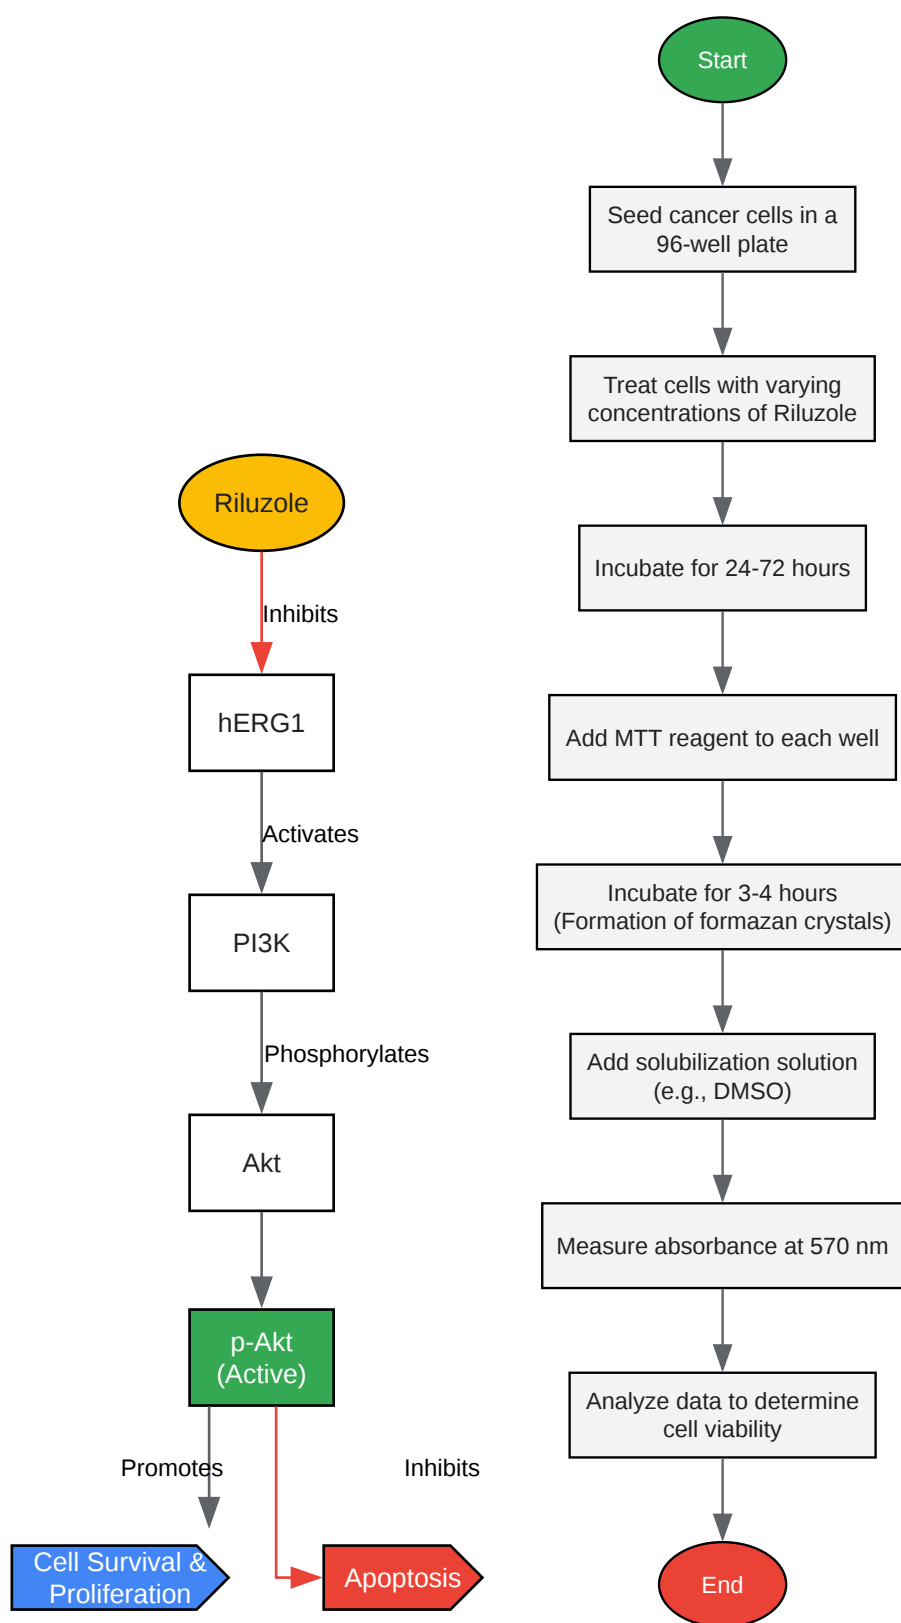 Riluzole
Inhibits
hERG1
Activates
PI3K
Phosphorylates
Akt
p-Akt
(Active)
Promotes
Inhibits
Cell Survival &
Proliferation
Apoptosis
Start
Seed cancer cells in a
96-well plate
Treat cells with varying
concentrations of Riluzole
Incubate for 24-72 hours
Add MTT reagent to each well
Incubate for 3-4 hours
(Formation of formazan crystals)
Add solubilization solution
(e.g., DMSO)
Measure absorbance at 570 nm
Analyze data to determine
cell viability
End